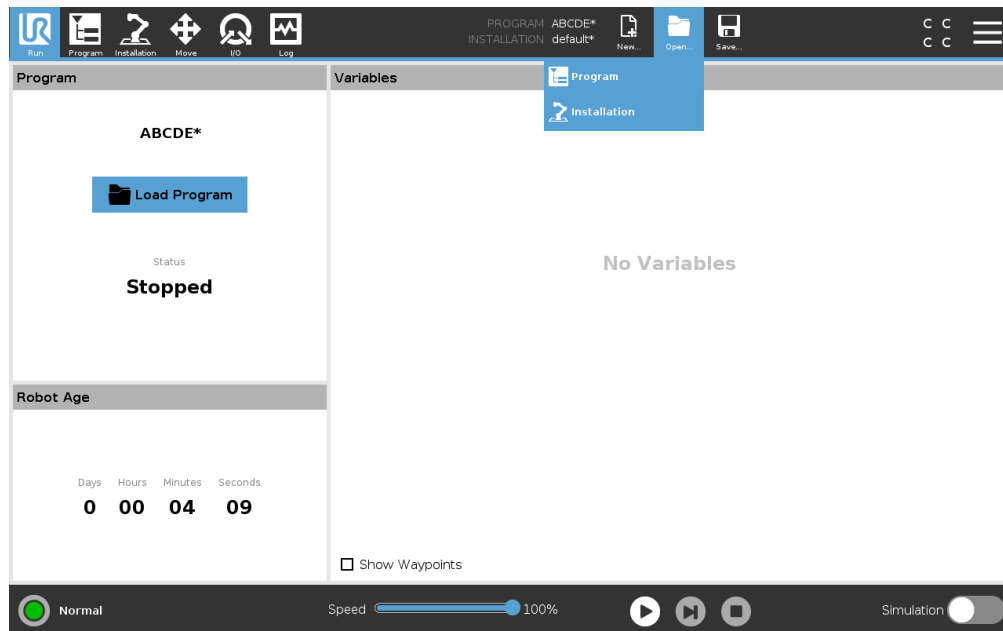 PROGRAM ABCDE*
INSTALLATION default*
Run Program Installation Move I/O Log New... Open... Save...
C C
C C
Program
Installation
Program
Variables
ABCDE*
Load Program
Status
Stopped
No Variables
Robot Age
Days Hours Minutes Seconds
0 00 04 09
Show Waypoints
Normal
Speed 100%
Simulation